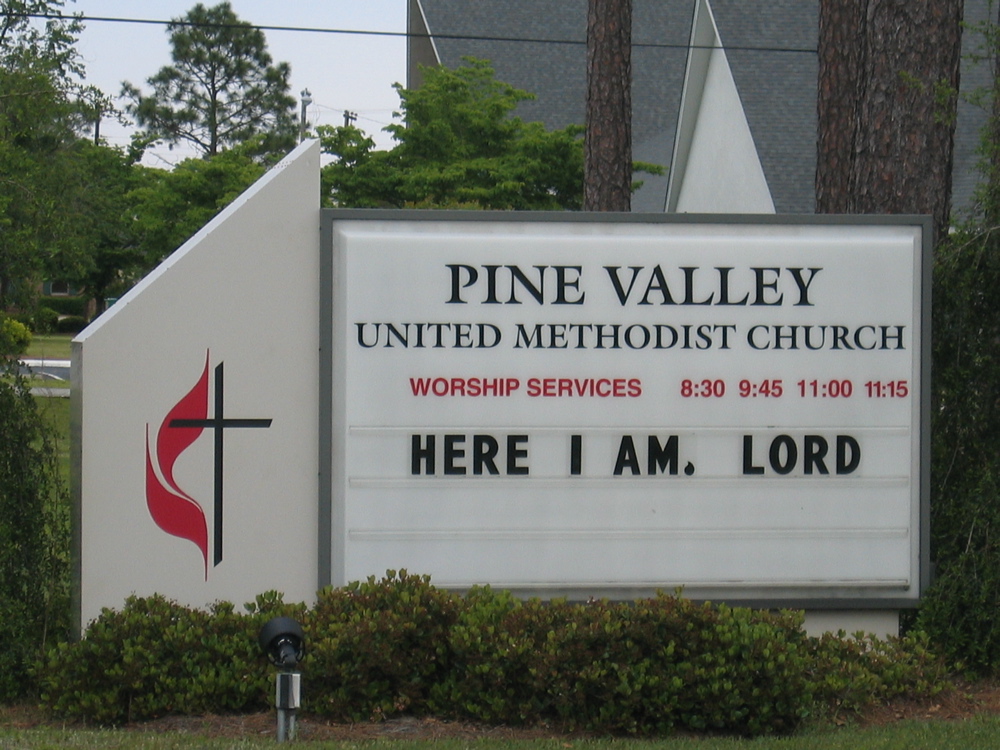 PINE VALLEY
UNITED METHODIST CHURCH
WORSHIP SERVICES 8:30 9:45 11:00 11:15
HERE I AM. LORD